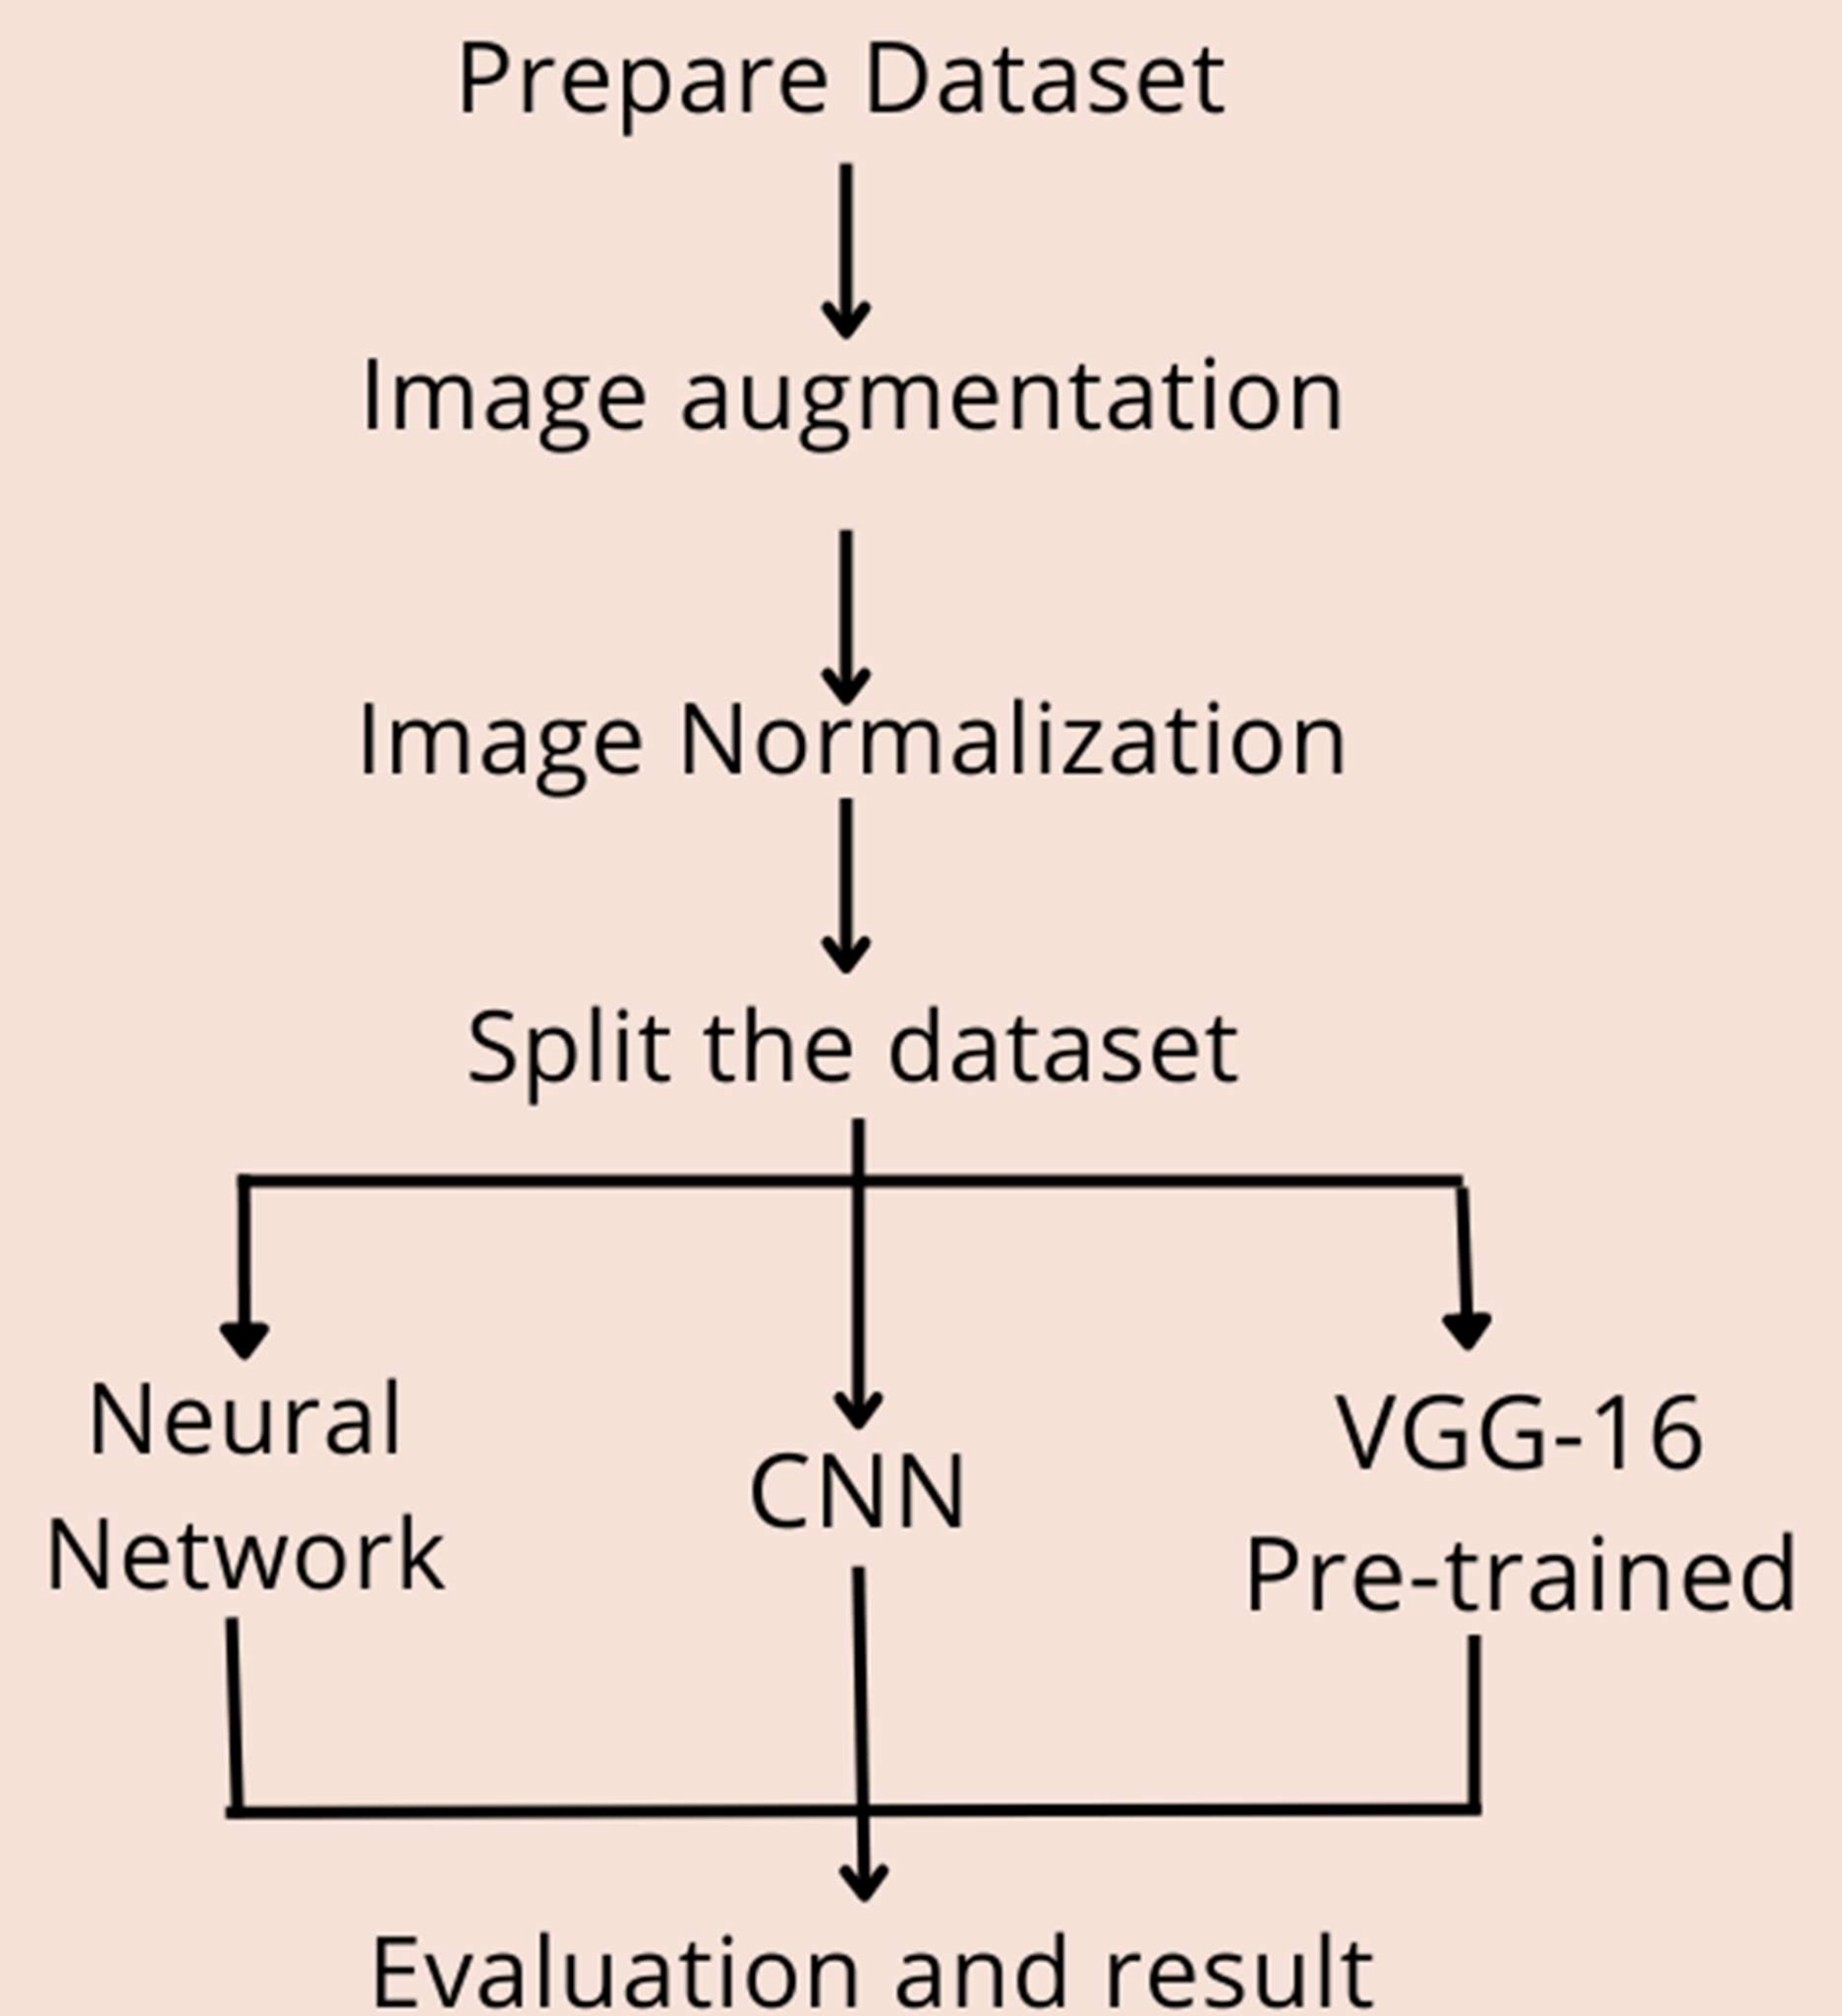 Prepare Dataset
Image augmentation
Image Normalization
Split the dataset
Neural
Network
CNN
VGG-16
Pre-trained
Evaluation and result